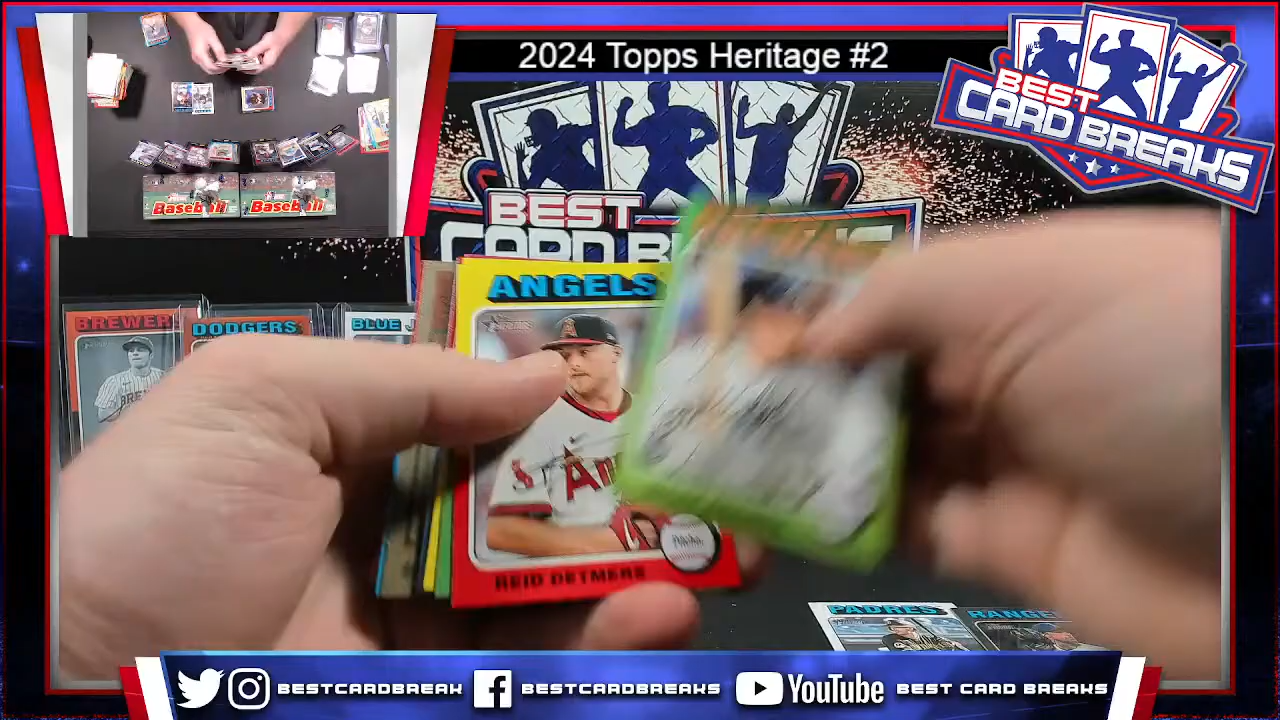 2024 Topps Heritage #2
BEST
CARD BREAKS
BEST
Baseball
Baseball
ANGELS
BREWER
DODGERS
BLUE J
REID DETMERS
PADRES
RANGE
BESTCARDBREAK
BESTCARDBREAKS
YouTube
BEST CARD BREAKS